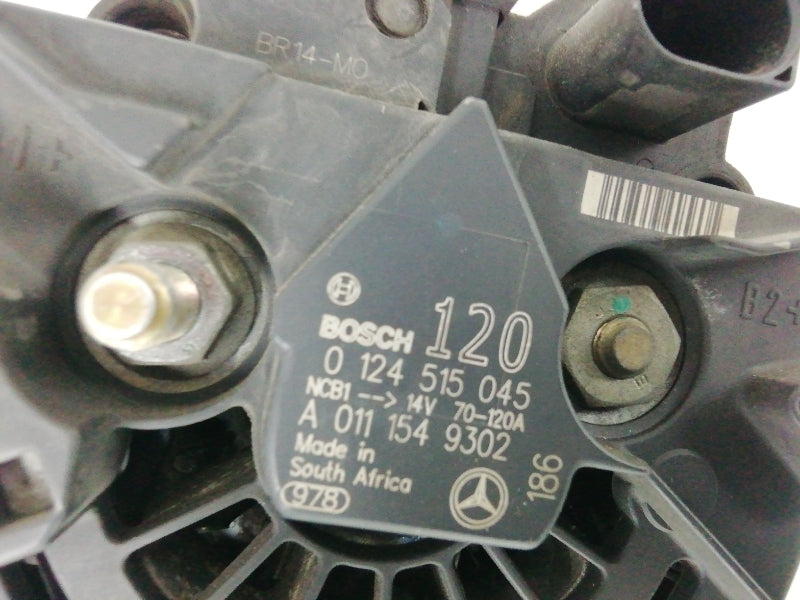 BR14-MO
B2+
BOSCH 120
0 124 515 045
NCB1 --> 14V 70-120A
A 011 154 9302
Made in
South Africa
978
186